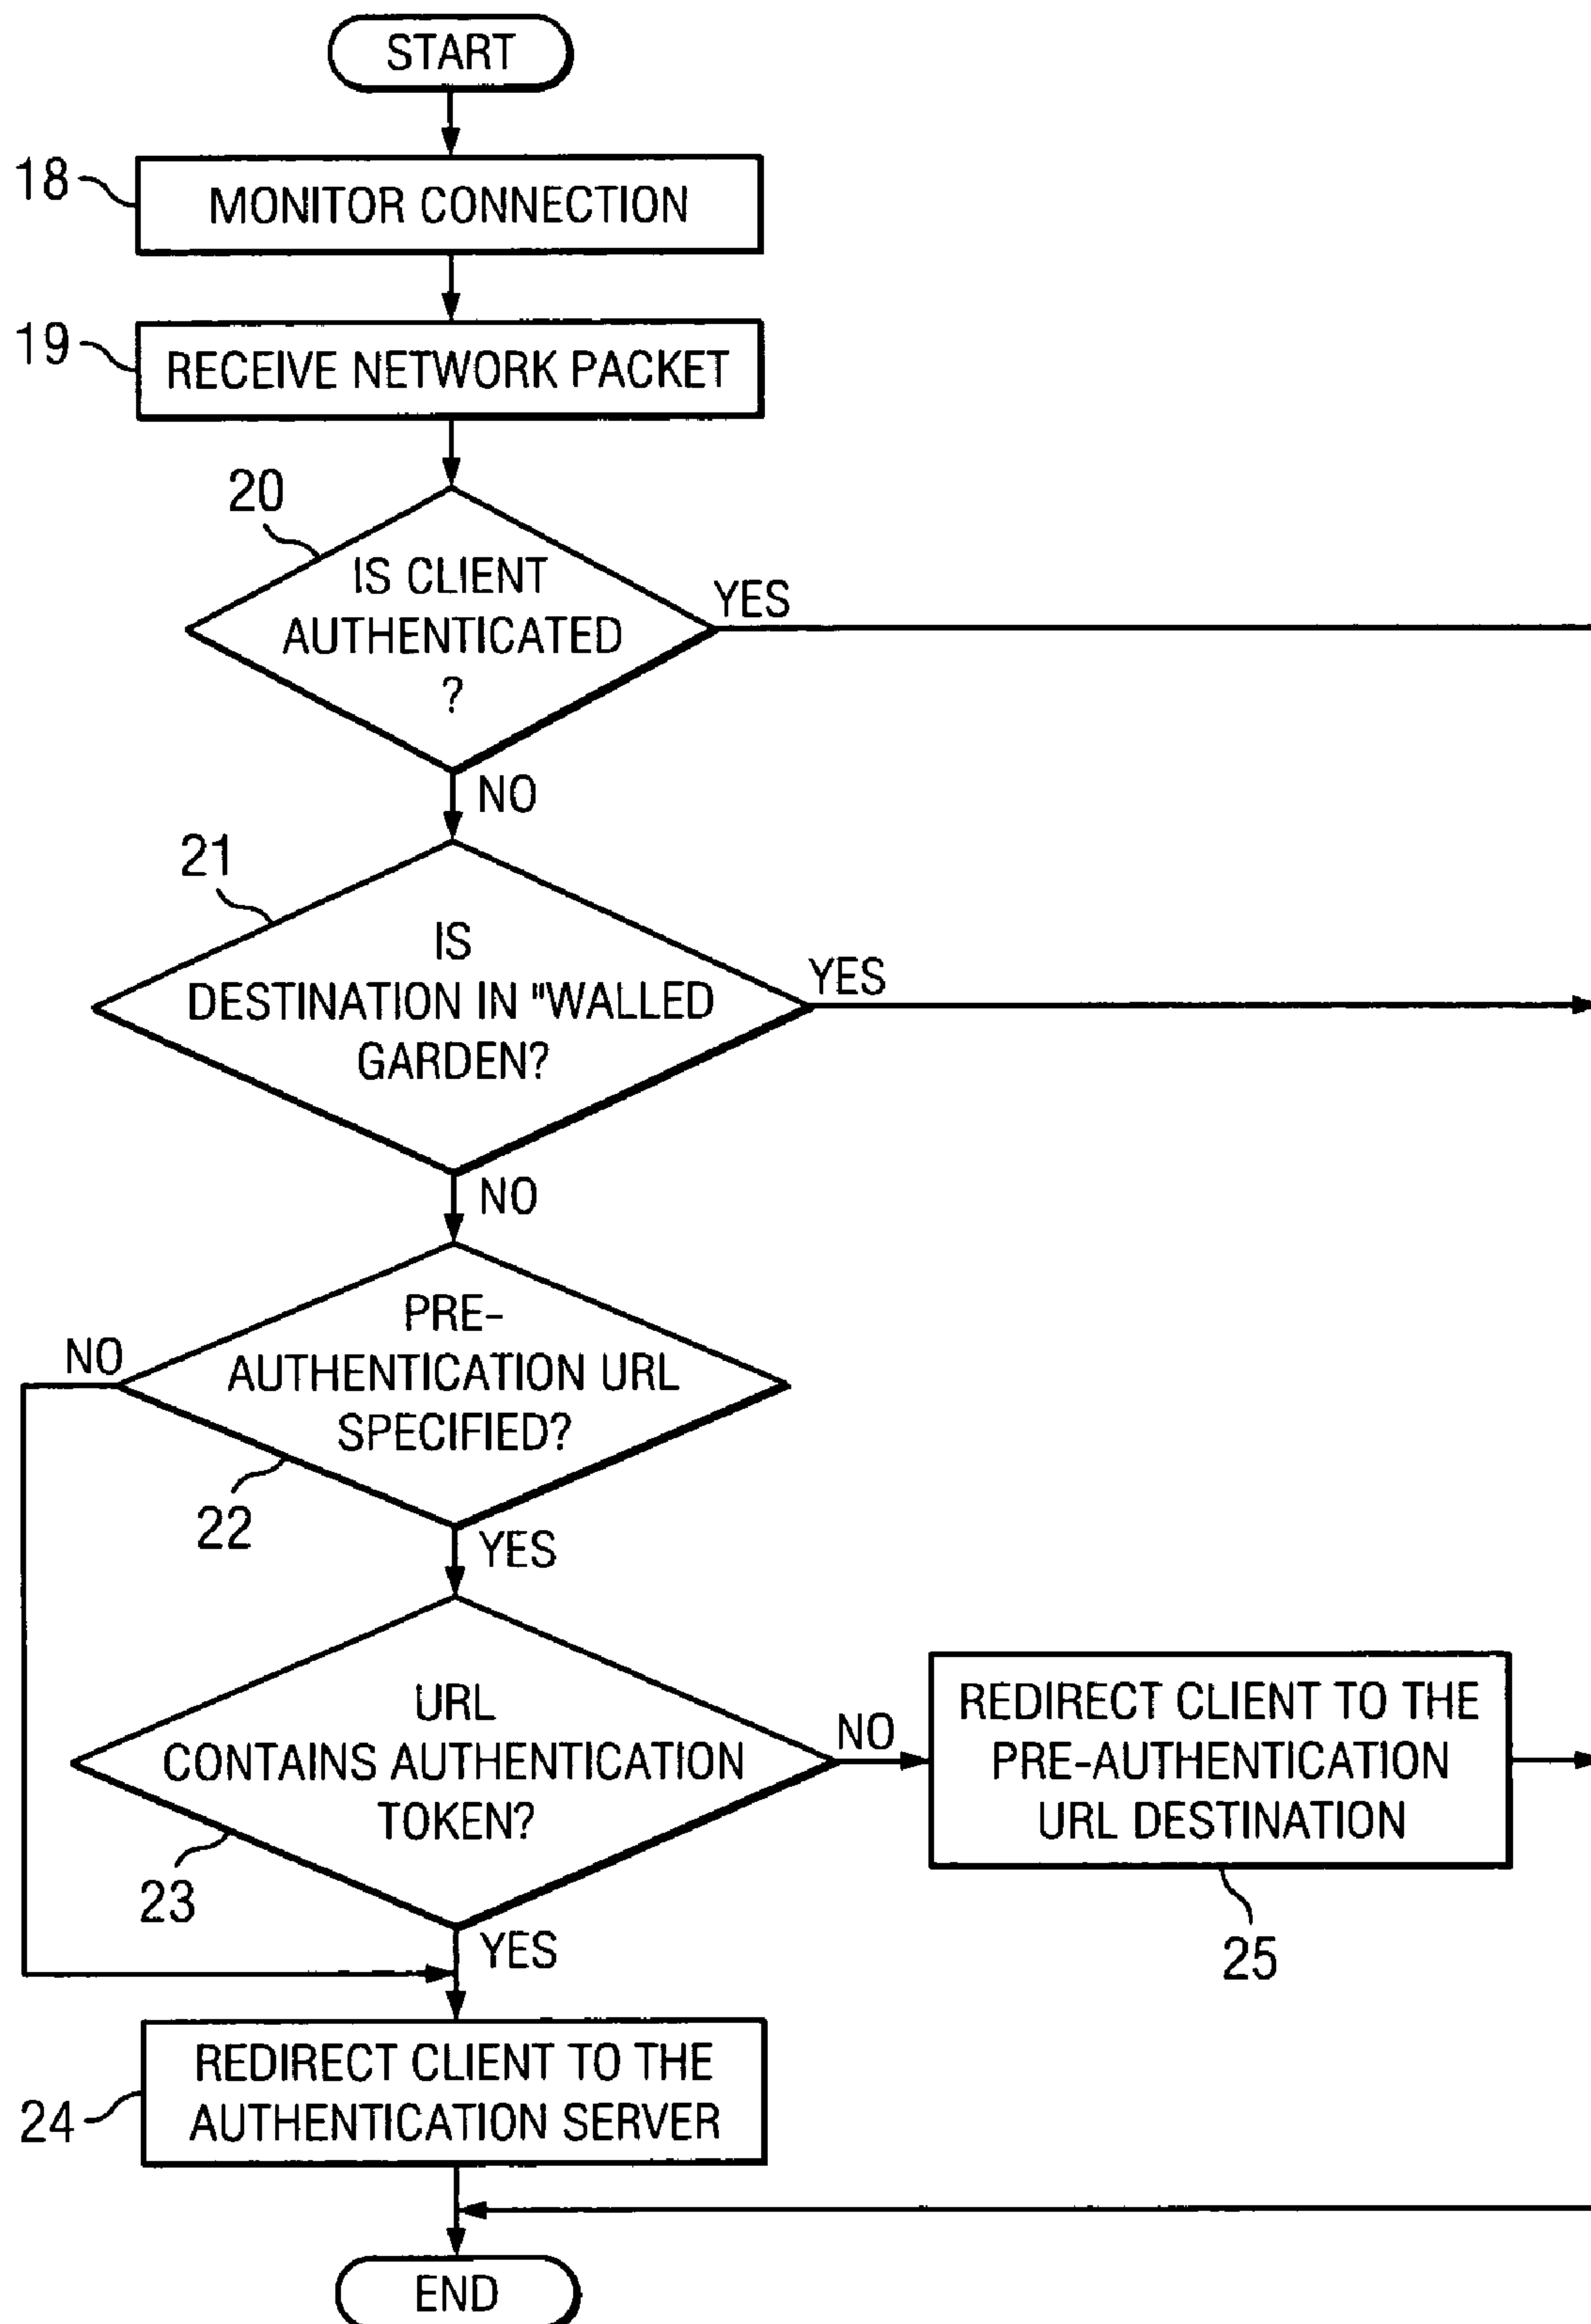 START
18
MONITOR CONNECTION
19
RECEIVE NETWORK PACKET
20
IS CLIENT
AUTHENTICATED
?
YES
NO
21
IS
DESTINATION IN "WALLED
GARDEN?
YES
NO
PRE-
AUTHENTICATION URL
SPECIFIED?
NO
22
YES
URL
CONTAINS AUTHENTICATION
TOKEN?
NO
REDIRECT CLIENT TO THE
PRE-AUTHENTICATION
URL DESTINATION
23
25
YES
REDIRECT CLIENT TO THE
AUTHENTICATION SERVER
24
END